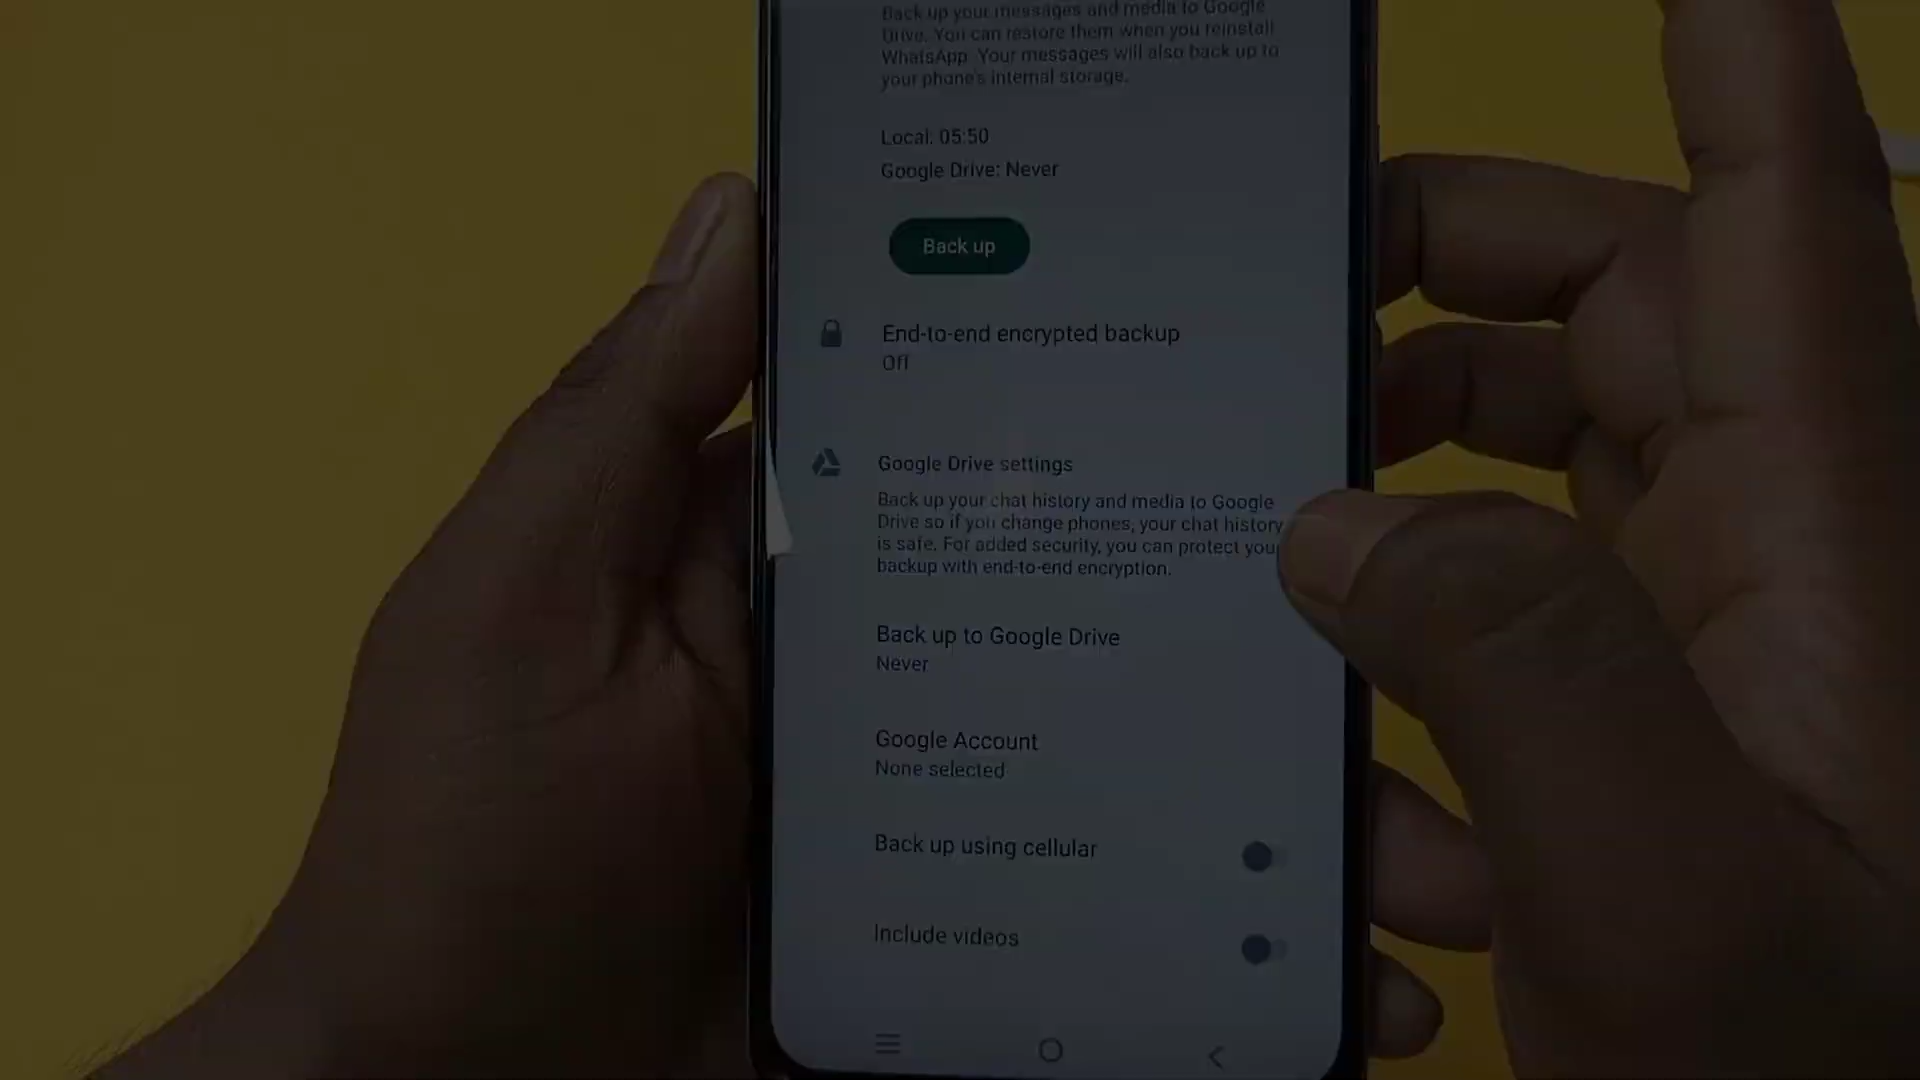 Back up your messages and media to Google
Drive. You can restore them when you reinstall
WhatsApp. Your messages will also back up to
your phone's internal storage.
Local: 05:50
Google Drive: Never
Back up
End-to-end encrypted backup
Off
Google Drive settings
Back up your chat history and media to Google
Drive so if you change phones, your chat history
is safe. For added security, you can protect you
backup with end-to-end encryption.
Back up to Google Drive
Never
Google Account
None selected
Back up using cellular
Include videos